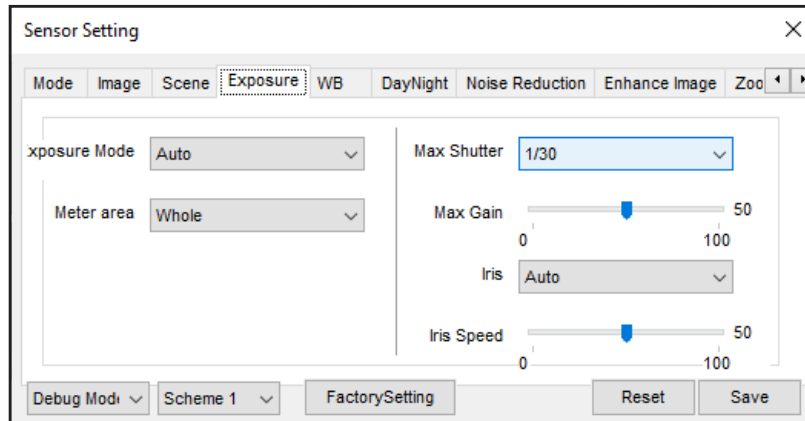 Sensor Setting
Mode Image Scene Exposure WB DayNight Noise Reduction Enhance Image Zoo
xposure Mode Auto Max Shutter 1/30
Meter area Whole Max Gain 50
0 100
Iris Auto
Iris Speed 50
0 100
Debug Mode Scheme 1 FactorySetting Reset Save